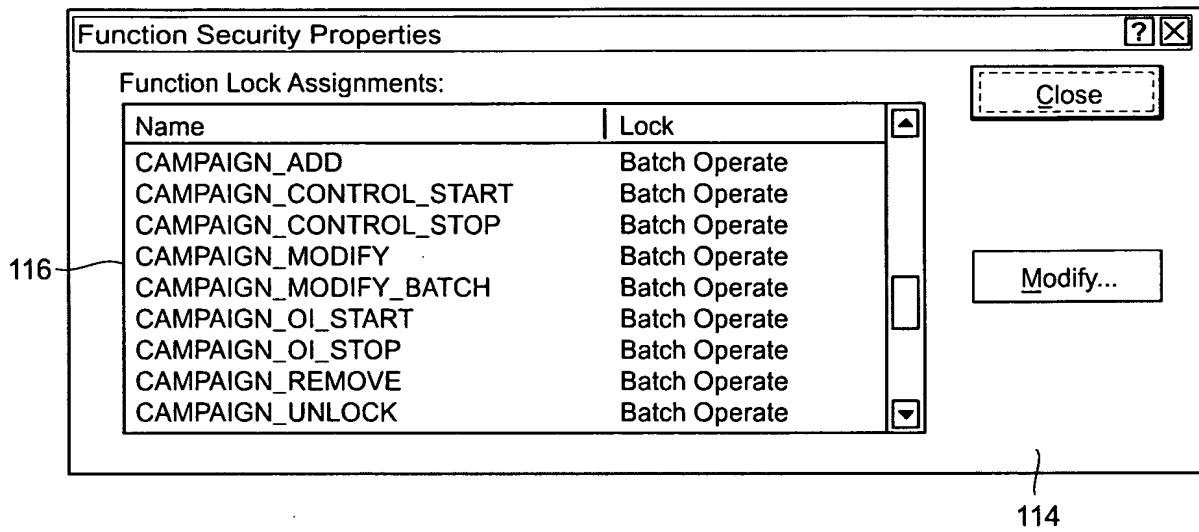 Function Security Properties ?
Function Lock Assignments:
Close
Name Lock
CAMPAIGN_ADD Batch Operate
CAMPAIGN_CONTROL_START Batch Operate
CAMPAIGN_CONTROL_STOP Batch Operate
CAMPAIGN_MODIFY Batch Operate
116
CAMPAIGN_MODIFY_BATCH Batch Operate
Modify...
CAMPAIGN_OI_START Batch Operate
CAMPAIGN_OI_STOP Batch Operate
CAMPAIGN_REMOVE Batch Operate
CAMPAIGN_UNLOCK Batch Operate
114